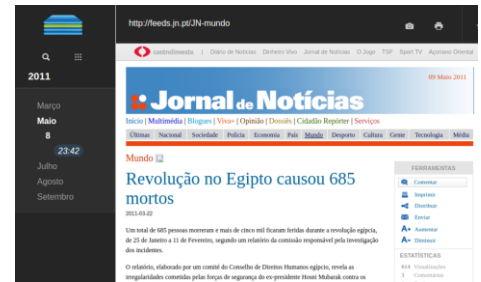 http://feeds.jn.pt/JN-mundo
2011
Março
Maio
8
23:42
Julho
Agosto
Setembro
controlinveste | Diário de Notícias Dinheiro Vivo Jornal de Notícias O Jogo TSF Sport TV Açoriano Oriental
09 Maio 2011
Jornal de Notícias
Início | Multimédia | Blogues | Viva+ | Opinião | Dossiês | Cidadão Repórter | Serviços
Últimas Nacional Sociedade Polícia Economia País Mundo Desporto Cultura Gente Tecnologia Média
Mundo
Revolução no Egipto causou 685
mortos
2011-03-22
Um total de 685 pessoas morreram e mais de cinco mil ficaram feridas durante a revolução egípcia,
de 25 de Janeiro a 11 de Fevereiro, segundo um relatório da comissão responsável pela investigação
dos incidentes.
O relatório, elaborado por um comité do Conselho de Direitos Humanos egípcio, revela as
irregularidades cometidas pelas forças de segurança do ex-presidente Hosni Mubarak contra os
FERRAMENTAS
Comentar
Imprimir
Distribuir
Enviar
A+ Aumentar
A- Diminuir
ESTATÍSTICAS
Visualizações
3 Comentários